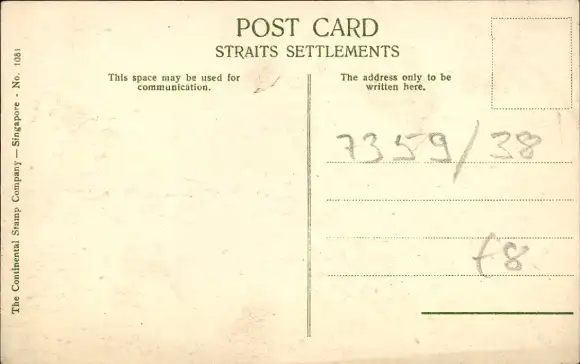 POST CARD
STRAITS SETTLEMENTS
This space may be used for
communication.
The address only to be
written here.
7359/38
£8
The Continental Stamp Company — Singapore - No. 1081